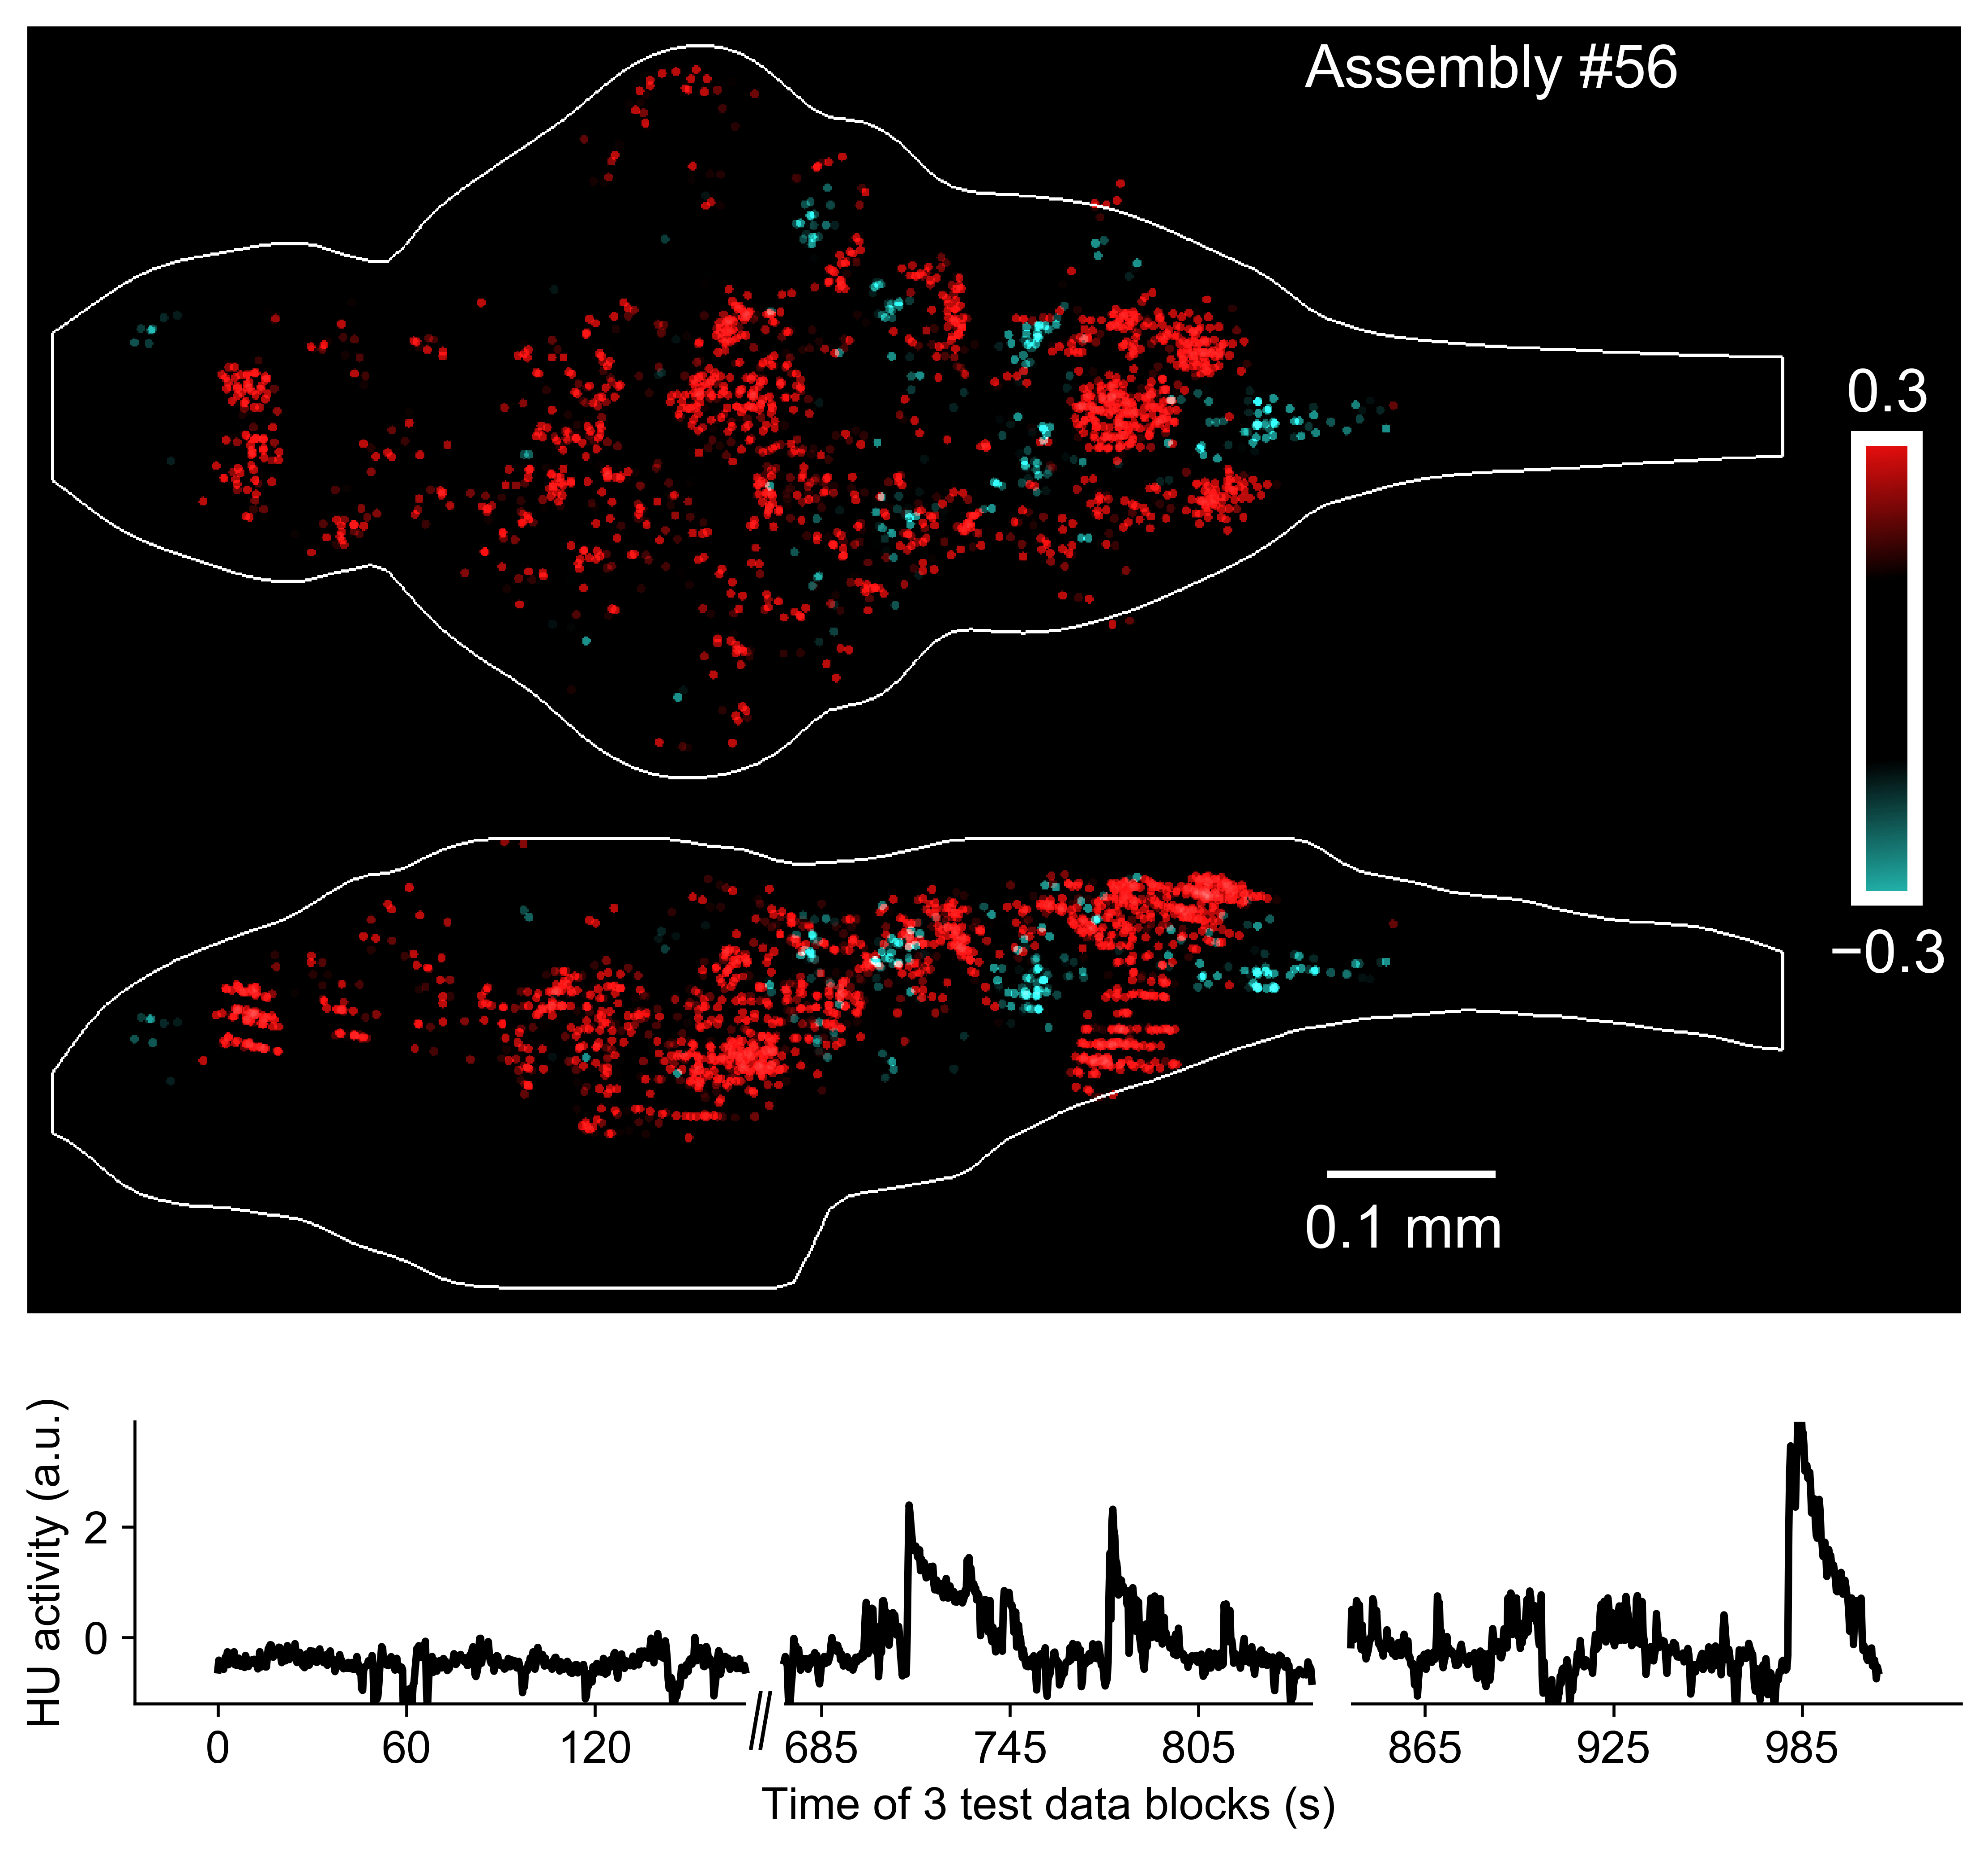 Assembly #56
0.3
−0.3
0.1 mm
HU activity (a.u.)
2
0
0 60 120 685 745 805 865 925 985
Time of 3 test data blocks (s)